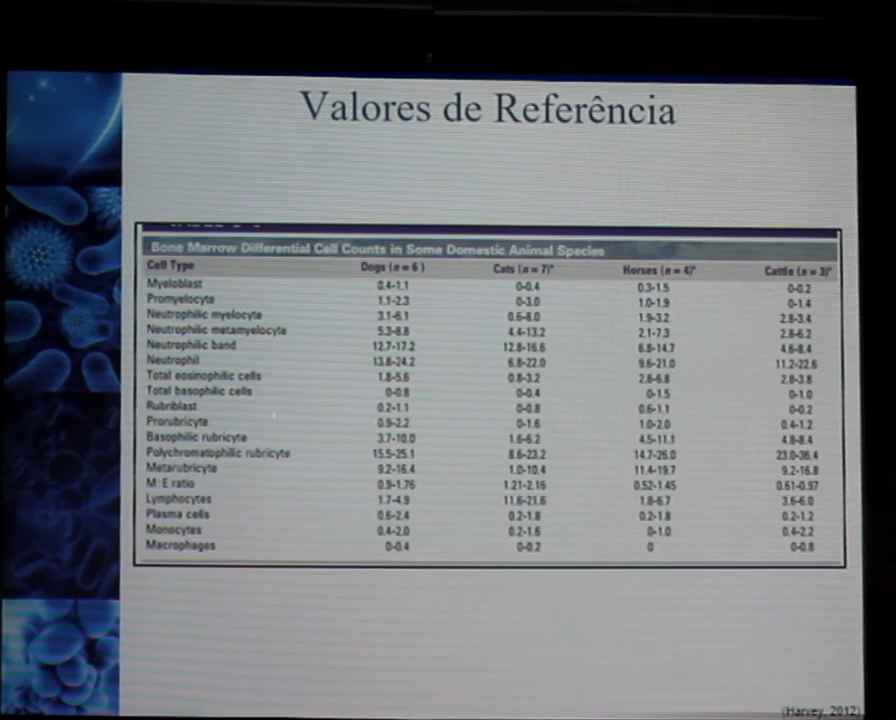 Valores de Referência
Bone Marrow Differential Cell Counts in Some Domestic Animal Species
Cell Type Dogs (n = 6) Cats (n = 7)* Horses (n = 4)* Cattle (n = 3)*
Myeloblast 0.4-1.1 0-0.4 0.3-1.5 0-0.2
Promyelocyte 1.1-2.3 0-3.0 1.0-1.9 0-1.4
Neutrophilic myelocyte 3.1-6.1 0.6-8.0 1.9-3.2 2.8-3.4
Neutrophilic metamyelocyte 5.3-8.8 4.4-13.2 2.1-7.3 2.8-6.2
Neutrophilic band 12.7-17.2 12.8-16.6 6.8-14.7 4.6-8.4
Neutrophil 13.8-24.2 6.8-22.0 9.6-21.0 11.2-22.6
Total eosinophilic cells 1.8-5.6 0.8-3.2 2.8-6.8 2.8-3.8
Total basophilic cells 0-0.8 0-0.4 0-1.5 0-1.0
Rubriblast 0.2-1.1 0-0.8 0.6-1.1 0-0.2
Prorubricyte 0.9-2.2 0-1.6 1.0-2.0 0.4-1.2
Basophilic rubricyte 3.7-10.0 1.6-6.2 4.5-11.1 4.8-8.4
Polychromatophilic rubricyte 15.5-25.1 8.6-23.2 14.7-26.0 23.0-36.4
Metarubricyte 9.2-16.4 1.0-10.4 11.4-19.7 9.2-16.8
M:E ratio 0.9-1.76 1.21-2.16 0.52-1.45 0.61-0.97
Lymphocytes 1.7-4.9 11.6-21.6 1.8-6.7 3.6-6.0
Plasma cells 0.6-2.4 0.2-1.8 0.2-1.8 0.2-1.2
Monocytes 0.4-2.0 0.2-1.6 0-1.0 0.4-2.2
Macrophages 0-0.4 0-0.2 0 0-0.8
(Harvey, 2012)